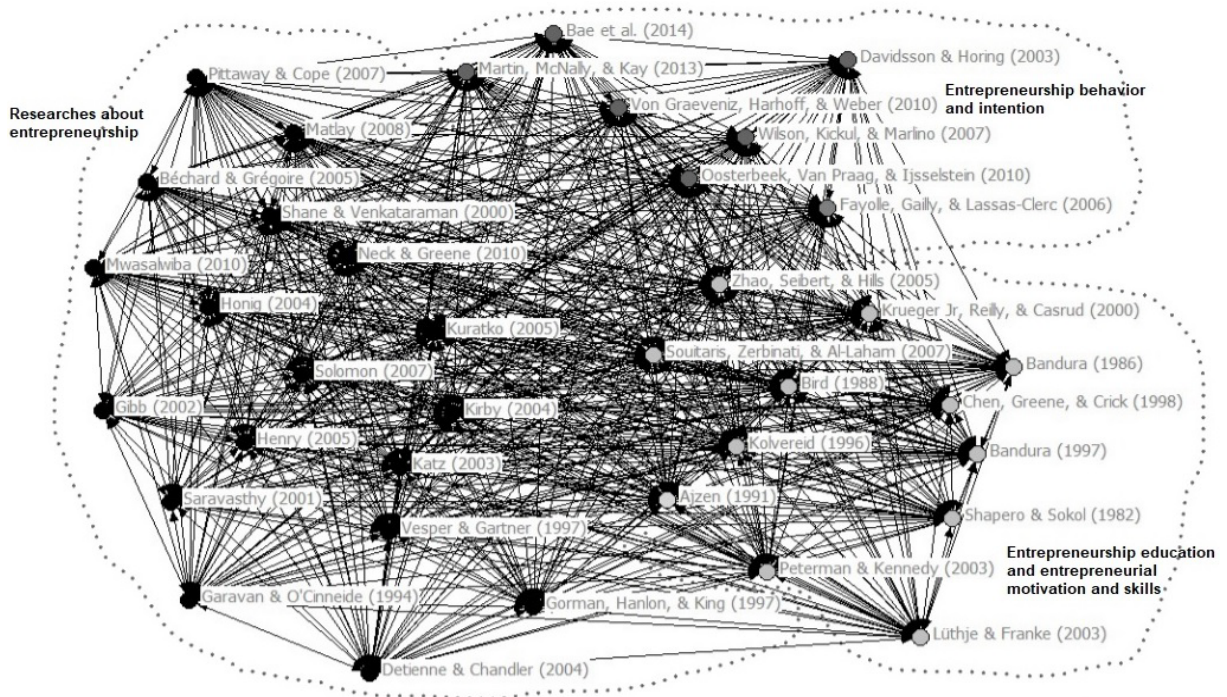 Bae et al. (2014)
Davidsson & Horing (2003)
Pittaway & Cope (2007)
Martin, McNally, & Kay (2013)
Entrepreneurship behavior
and intention
Von Graeveniz, Harhoff, & Weber (2010)
Researches about
entrepreneurship
Matlay (2008)
Wilson, Kickul, & Marlino (2007)
Béchard & Grégoire (2005)
Oosterbeek, Van Praag, & Ijsselstein (2010)
Shane & Venkataraman (2000)
Fayolle, Gailly, & Lassas-Clerc (2006)
Neck & Greene (2010)
Mwasalwiba (2010)
Zhao, Seibert, & Hills (2005)
Honig (2004)
Krueger Jr, Reilly, & Casrud (2000)
Kuratko (2005)
Souitaris, Zerbinati, & Al-Laham (2007)
Bandura (1986)
Solomon (2007)
Bird (1988)
Chen, Greene, & Crick (1998)
Gibb (2002)
Kirby (2004)
Henry (2005)
Kolvereid (1996)
Bandura (1997)
Katz (2003)
Saravasthy (2001)
Ajzen (1991)
Shapero & Sokol (1982)
Vesper & Gartner (1997)
Entrepreneurship education
and entrepreneurial
motivation and skills
Peterman & Kennedy (2003)
Garavan & O'Cinneide (1994)
Gorman, Hanlon, & King (1997)
Lüthje & Franke (2003)
Detienne & Chandler (2004)